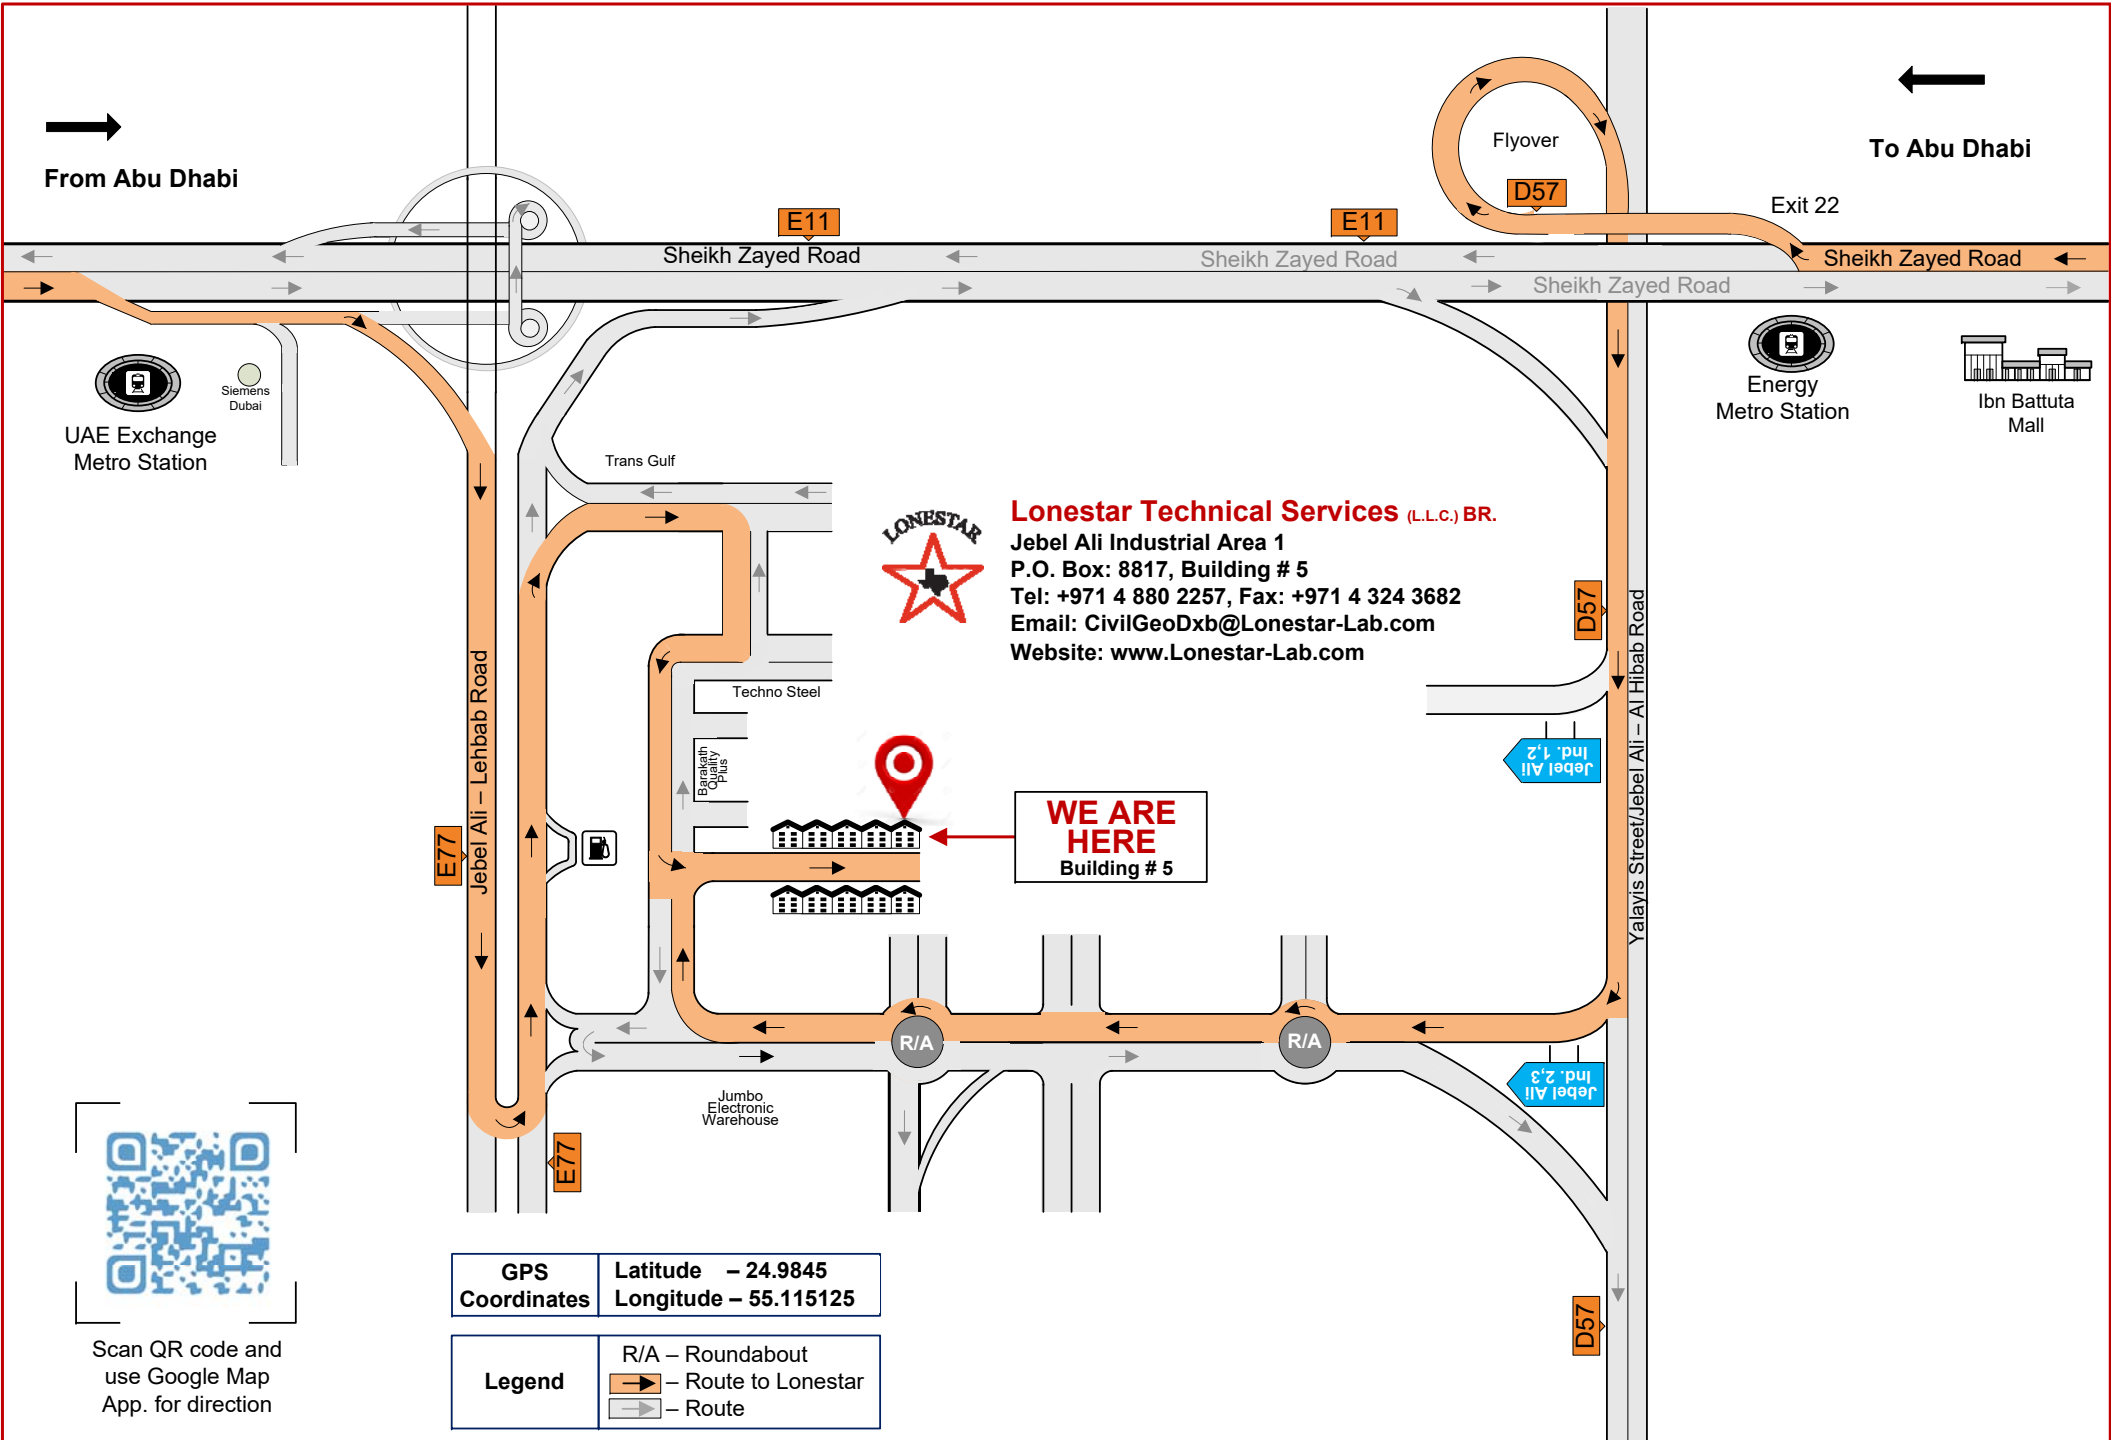 From Abu Dhabi
To Abu Dhabi
Flyover
D57
Exit 22
E11
E11
Sheikh Zayed Road
Sheikh Zayed Road
Sheikh Zayed Road
Sheikh Zayed Road
UAE Exchange
Metro Station
Siemens
Dubai
Energy
Metro Station
Ibn Battuta
Mall
Trans Gulf
LONESTAR
Lonestar Technical Services (L.L.C.) BR.
Jebel Ali Industrial Area 1
P.O. Box: 8817, Building # 5
Tel: +971 4 880 2257, Fax: +971 4 324 3682
Email: CivilGeoDxb@Lonestar-Lab.com
Website: www.Lonestar-Lab.com
D57
Yalayis Street/Jebel Ali – Al Hibab Road
Jebel Ali – Lehbab Road
Techno Steel
Barakath
Quality
Plus
Jebel Ali
Ind. 1,2
WE ARE
HERE
Building # 5
E77
R/A
R/A
Jebel Ali
Ind. 2,3
Jumbo
Electronic
Warehouse
E77
GPS
Coordinates
Latitude – 24.9845
Longitude – 55.115125
D57
Scan QR code and
use Google Map
App. for direction
Legend
R/A – Roundabout
– Route to Lonestar
– Route